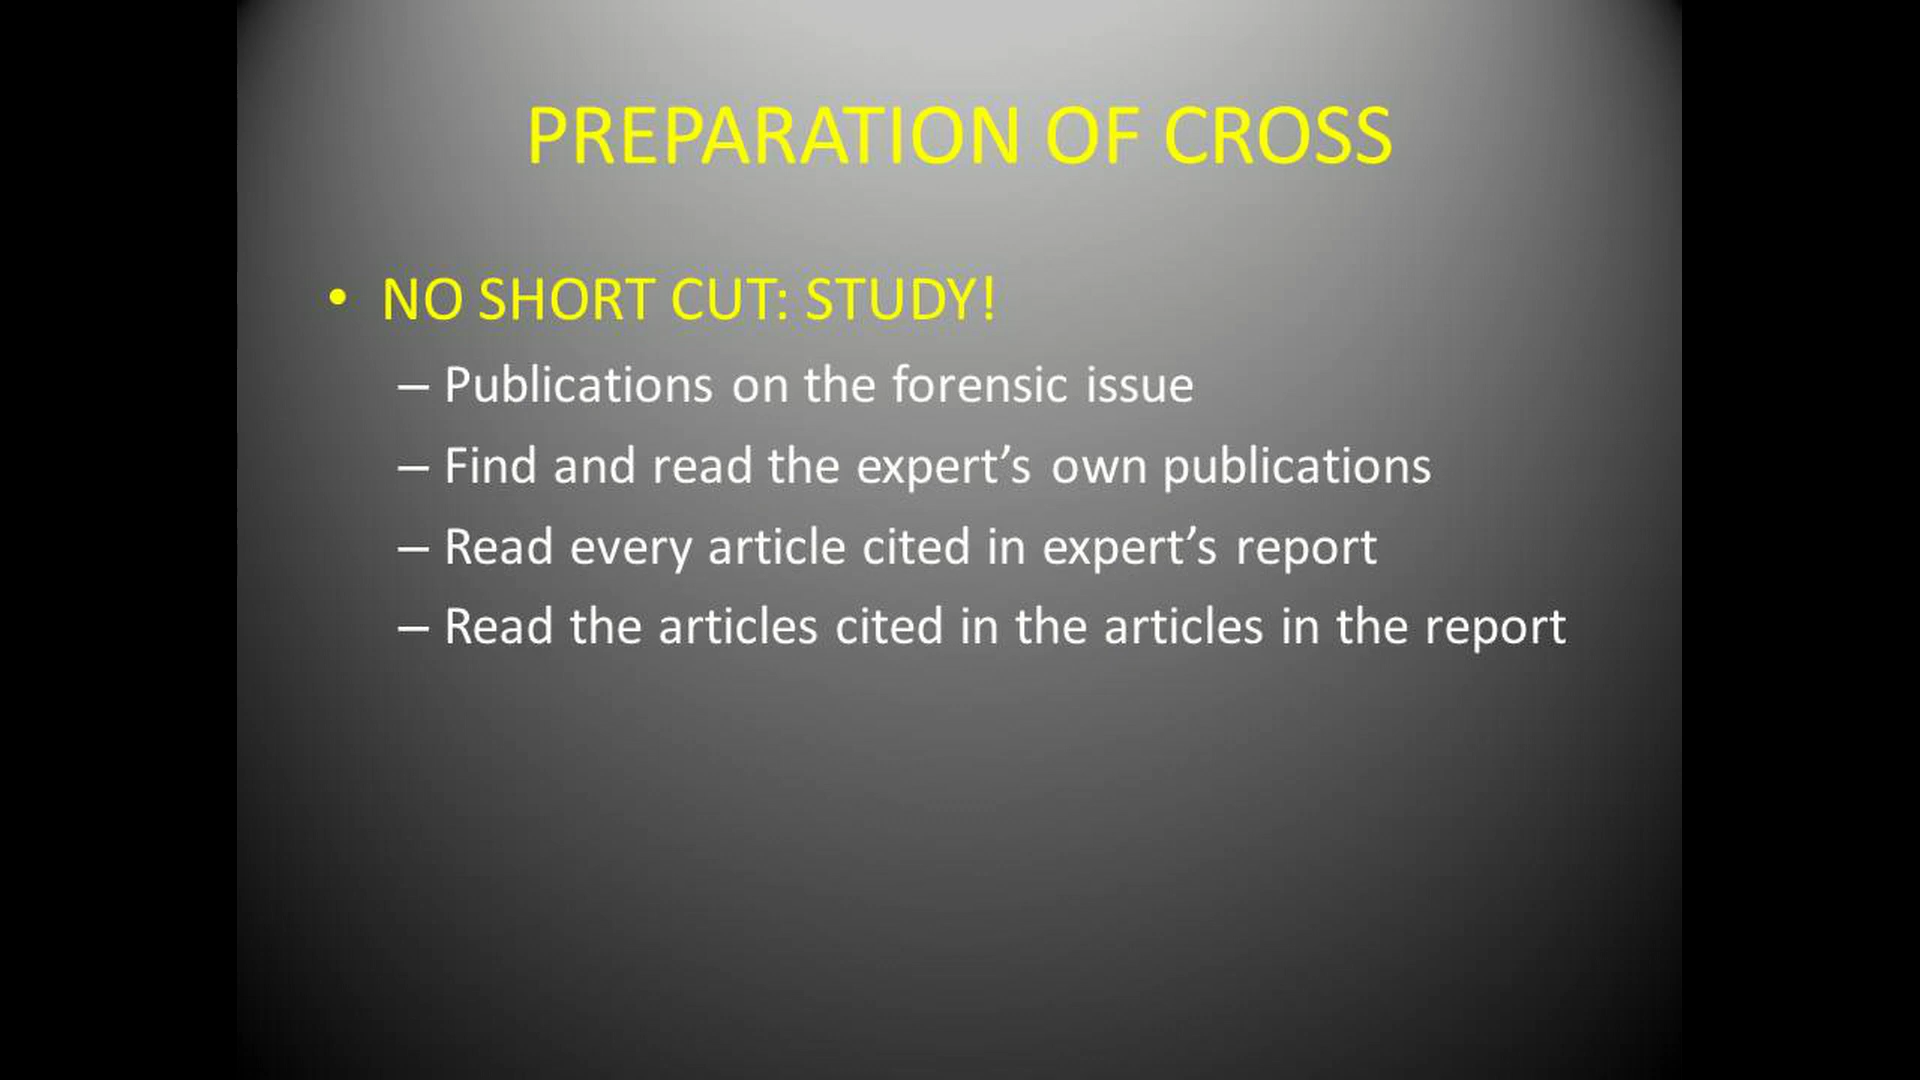 PREPARATION OF CROSS
• NO SHORT CUT: STUDY!
– Publications on the forensic issue
– Find and read the expert’s own publications
– Read every article cited in expert’s report
– Read the articles cited in the articles in the report